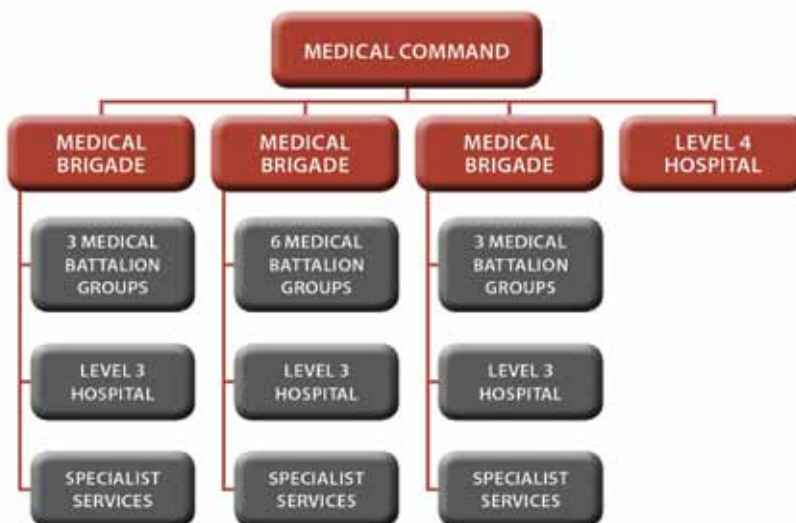 MEDICAL COMMAND
MEDICAL
BRIGADE
MEDICAL
BRIGADE
MEDICAL
BRIGADE
LEVEL 4
HOSPITAL
3 MEDICAL
BATTALION
GROUPS
6 MEDICAL
BATTALION
GROUPS
3 MEDICAL
BATTALION
GROUPS
LEVEL 3
HOSPITAL
LEVEL 3
HOSPITAL
LEVEL 3
HOSPITAL
SPECIALIST
SERVICES
SPECIALIST
SERVICES
SPECIALIST
SERVICES